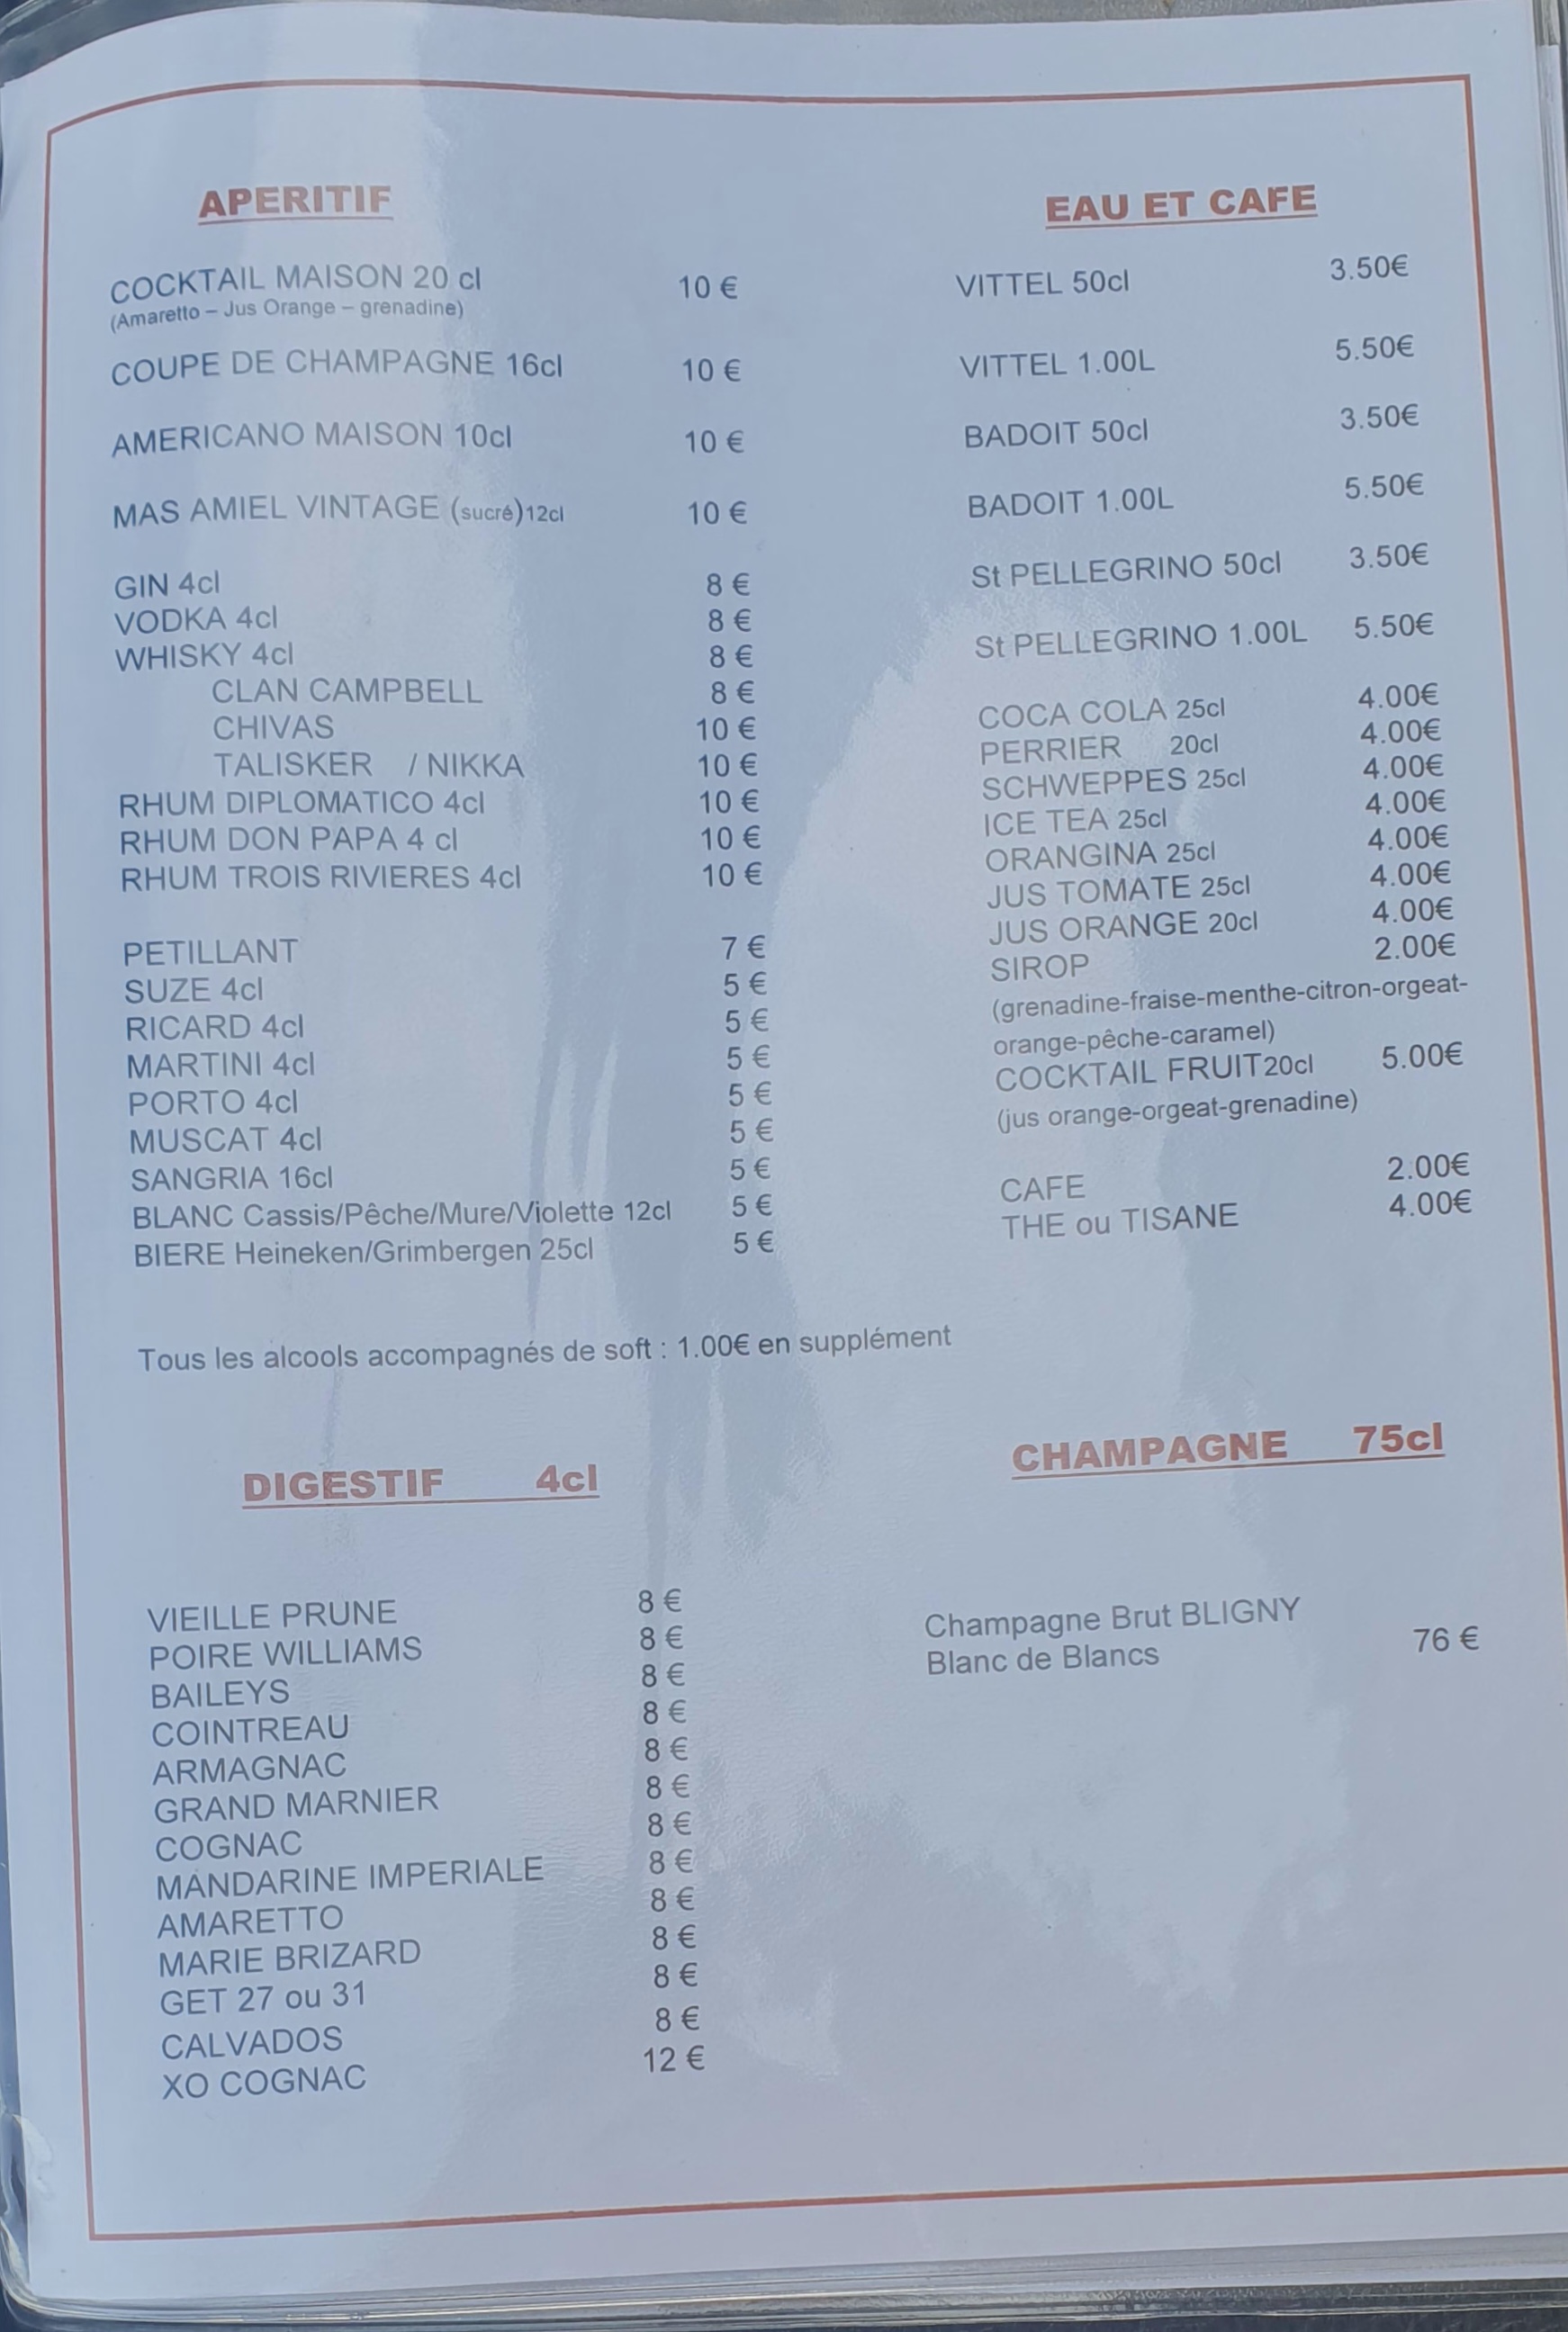 APERITIF
COCKTAIL MAISON 20 cl 10 €
(Amaretto – Jus Orange – grenadine)
COUPE DE CHAMPAGNE 16cl 10 €
AMERICANO MAISON 10cl 10 €
MAS AMIEL VINTAGE (sucré)12cl 10 €
GIN 4cl 8 €
VODKA 4cl 8 €
WHISKY 4cl 8 €
CLAN CAMPBELL 8 €
CHIVAS 10 €
TALISKER / NIKKA 10 €
RHUM DIPLOMATICO 4cl 10 €
RHUM DON PAPA 4 cl 10 €
RHUM TROIS RIVIERES 4cl 10 €
PETILLANT 7 €
SUZE 4cl 5 €
RICARD 4cl 5 €
MARTINI 4cl 5 €
PORTO 4cl 5 €
MUSCAT 4cl 5 €
SANGRIA 16cl 5 €
BLANC Cassis/Pêche/Mure/Violette 12cl 5 €
BIERE Heineken/Grimbergen 25cl 5 €
Tous les alcools accompagnés de soft : 1.00€ en supplément
EAU ET CAFE
VITTEL 50cl 3.50€
VITTEL 1.00L 5.50€
BADOIT 50cl 3.50€
BADOIT 1.00L 5.50€
St PELLEGRINO 50cl 3.50€
St PELLEGRINO 1.00L 5.50€
COCA COLA 25cl 4.00€
PERRIER 20cl 4.00€
SCHWEPPES 25cl 4.00€
ICE TEA 25cl 4.00€
ORANGINA 25cl 4.00€
JUS TOMATE 25cl 4.00€
JUS ORANGE 20cl 4.00€
SIROP 2.00€
(grenadine-fraise-menthe-citron-orgeat-
orange-pêche-caramel)
COCKTAIL FRUIT20cl 5.00€
(jus orange-orgeat-grenadine)
CAFE 2.00€
THE ou TISANE 4.00€
DIGESTIF 4cl
VIEILLE PRUNE 8 €
POIRE WILLIAMS 8 €
BAILEYS 8 €
COINTREAU 8 €
ARMAGNAC 8 €
GRAND MARNIER 8 €
COGNAC 8 €
MANDARINE IMPERIALE 8 €
AMARETTO 8 €
MARIE BRIZARD 8 €
GET 27 ou 31 8 €
CALVADOS 8 €
XO COGNAC 12 €
CHAMPAGNE 75cl
Champagne Brut BLIGNY
Blanc de Blancs 76 €